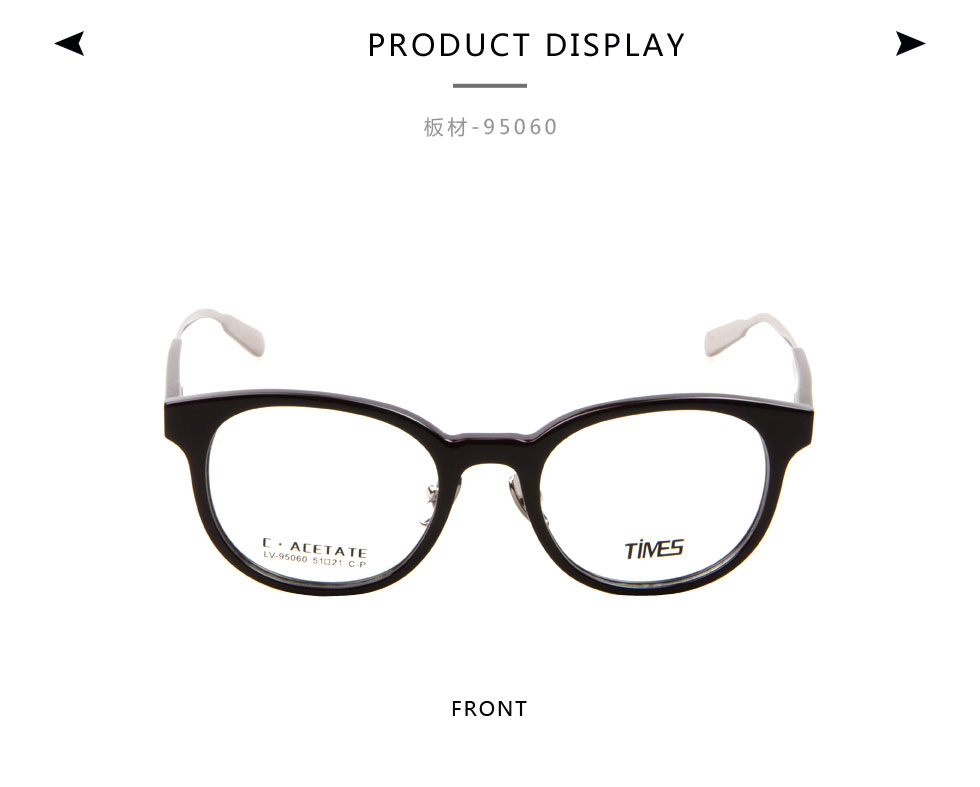 PRODUCT DISPLAY
板材-95060
C · ACETATE
LV-95060 51□21 C-P
TIMES
FRONT